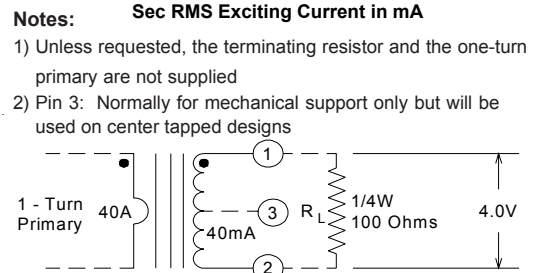 Sec RMS Exciting Current in mA
Notes:
1) Unless requested, the terminating resistor and the one-turn
primary are not supplied
2) Pin 3: Normally for mechanical support only but will be
used on center tapped designs
1
1 - Turn
Primary
40A
3
40mA
R L
1/4W
100 Ohms
4.0V
2